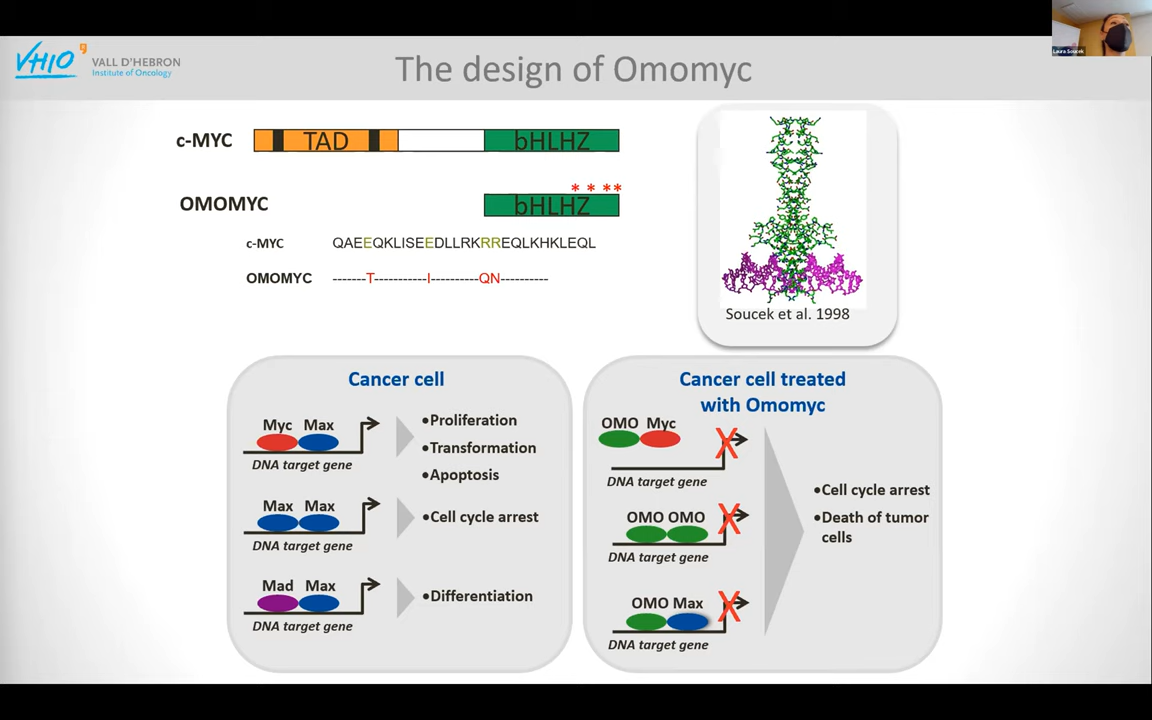 VHIO
VALL D'HEBRON
Institute of Oncology
The design of Omomyc
Laura Soucek
c-MYC
TAD
bHLHZ
* * **
OMOMYC
bHLHZ
c-MYC QAEEQKLISEEDLLRKRREQLKHKLEQL
OMOMYC -------T-----------I----------QN----------
Soucek et al. 1998
Cancer cell
Myc Max
DNA target gene
•Proliferation
•Transformation
•Apoptosis
Max Max
DNA target gene
•Cell cycle arrest
Mad Max
DNA target gene
•Differentiation
Cancer cell treated
with Omomyc
OMO Myc
X
DNA target gene
OMO OMO
X
DNA target gene
OMO Max
X
DNA target gene
•Cell cycle arrest
•Death of tumor
cells